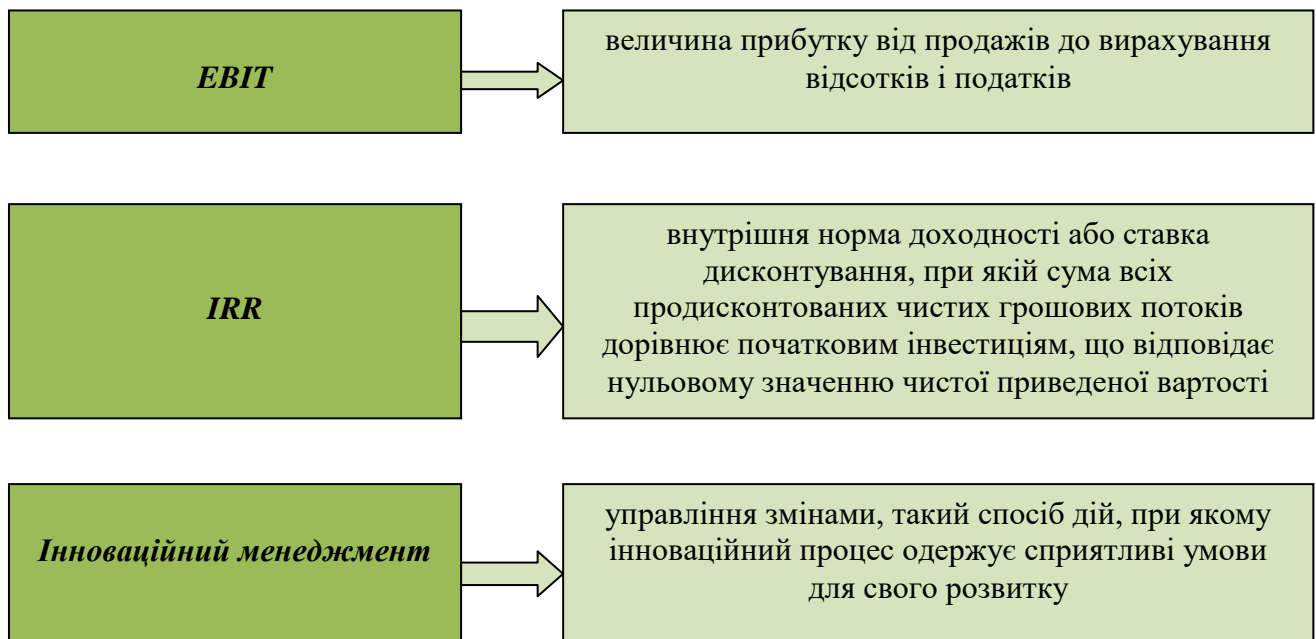 EBIT
величина прибутку від продажів до вирахування
відсотків і податків
IRR
внутрішня норма доходності або ставка
дисконтування, при якій сума всіх
продисконтованих чистих грошових потоків
дорівнює початковим інвестиціям, що відповідає
нульовому значенню чистої приведеної вартості
Інноваційний менеджмент
управління змінами, такий спосіб дій, при якому
інноваційний процес одержує сприятливі умови
для свого розвитку